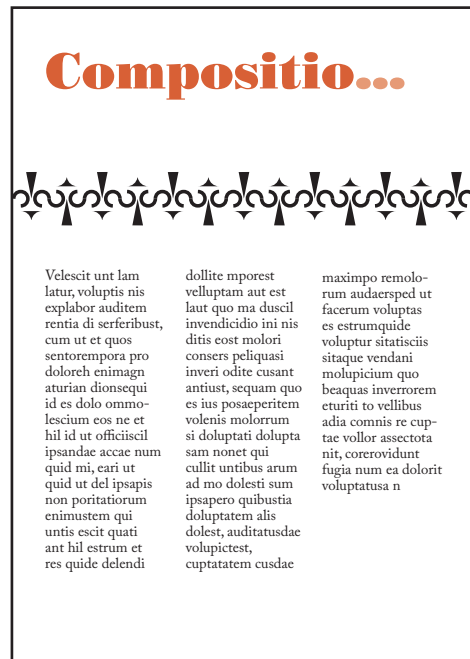 Compositio...
Velescit unt lam
latur, voluptis nis
explabor auditem
rentia di serferibust,
cum ut et quos
sentorempora pro
doloreh enimagn
aturian dionsequi
id es dolo ommo-
lescium eos ne et
hil id ut officiiscil
ipsandae accae num
quid mi, eari ut
quid ut del ipsapis
non poritatiorum
enimustem qui
untis escit quati
ant hil estrum et
res quide delendi
dollite mporest
velluptam aut est
laut quo ma duscil
invendicidio ini nis
ditis eost molori
consers peliquasi
inveri odite cusant
antiust, sequam quo
es ius posaeperitem
volenis molorrum
si doluptati dolupta
sam nonet qui
cullit untibus arum
ad mo dolesti sum
ipsapero quibustia
doluptatem alis
dolest, auditatusdae
volupictest,
cuptatatem cusdae
maximpo remolo-
rum audaersped ut
facerum voluptas
es estrumquide
voluptur sitatisciis
sitaque vendani
molupicium quo
beaquas inverrorem
eturiti to vellibus
adia comnis re cup-
tae vollor assectota
nit, corerovidunt
fugia num ea dolorit
voluptatusa n